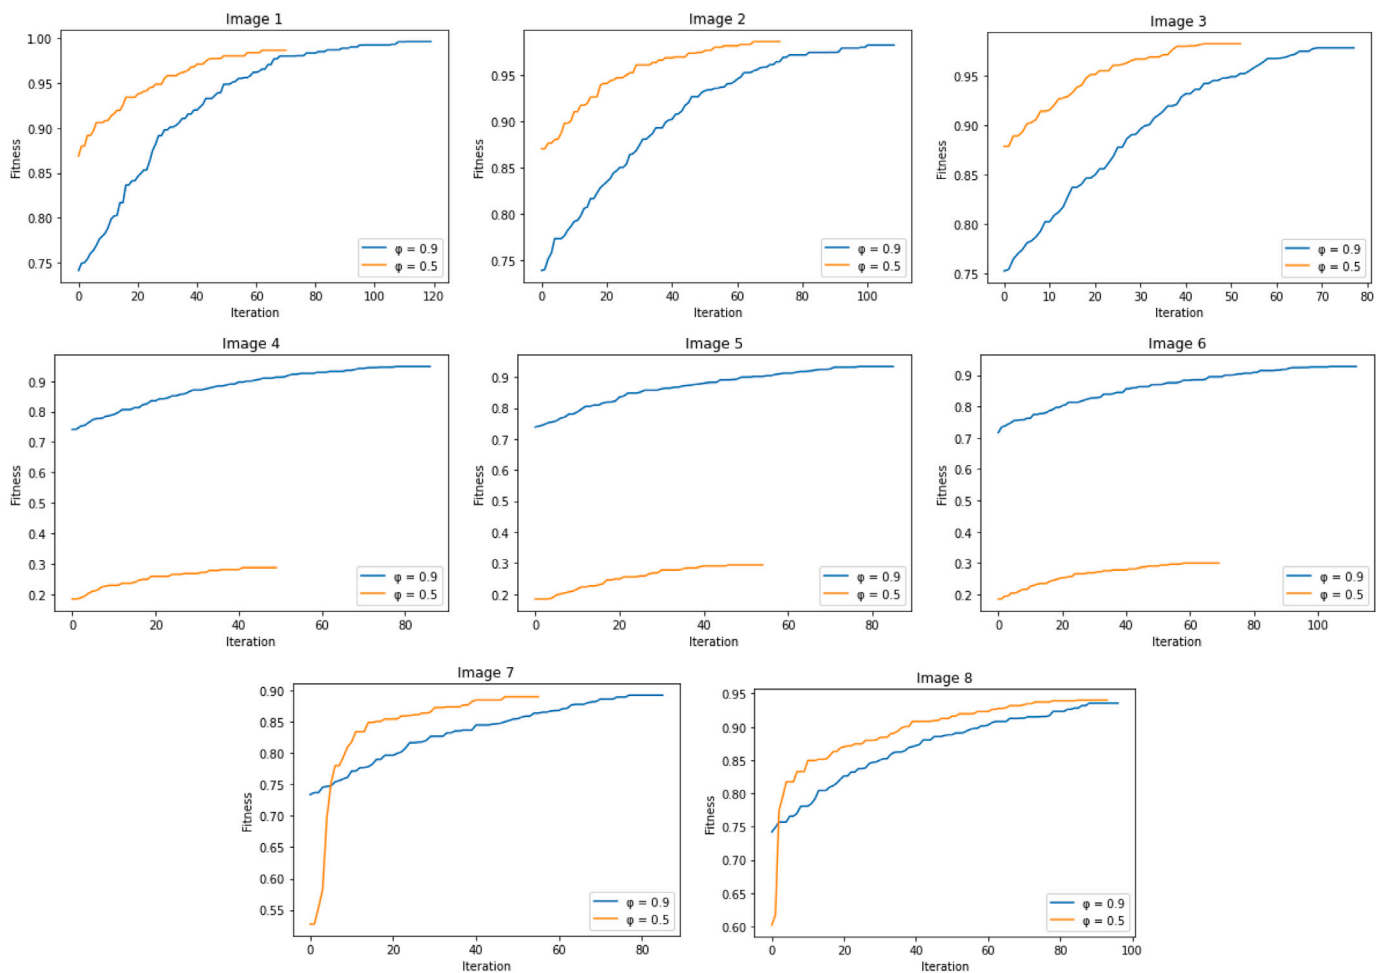 Image 1
Fitness
1.00
0.95
0.90
0.85
0.80
0.75
0 20 40 60 80 100 120
Iteration
φ = 0.9
φ = 0.5
Image 2
Fitness
0.95
0.90
0.85
0.80
0.75
0 20 40 60 80 100
Iteration
φ = 0.9
φ = 0.5
Image 3
Fitness
0.95
0.90
0.85
0.80
0.75
0 10 20 30 40 50 60 70 80
Iteration
φ = 0.9
φ = 0.5
Image 4
Fitness
0.9
0.8
0.7
0.6
0.5
0.4
0.3
0.2
0 20 40 60 80
Iteration
φ = 0.9
φ = 0.5
Image 5
Fitness
0.9
0.8
0.7
0.6
0.5
0.4
0.3
0.2
0 20 40 60 80
Iteration
φ = 0.9
φ = 0.5
Image 6
Fitness
0.9
0.8
0.7
0.6
0.5
0.4
0.3
0.2
0 20 40 60 80 100
Iteration
φ = 0.9
φ = 0.5
Image 7
Fitness
0.90
0.85
0.80
0.75
0.70
0.65
0.60
0.55
0 20 40 60 80
Iteration
φ = 0.9
φ = 0.5
Image 8
Fitness
0.95
0.90
0.85
0.80
0.75
0.70
0.65
0.60
0 20 40 60 80 100
Iteration
φ = 0.9
φ = 0.5